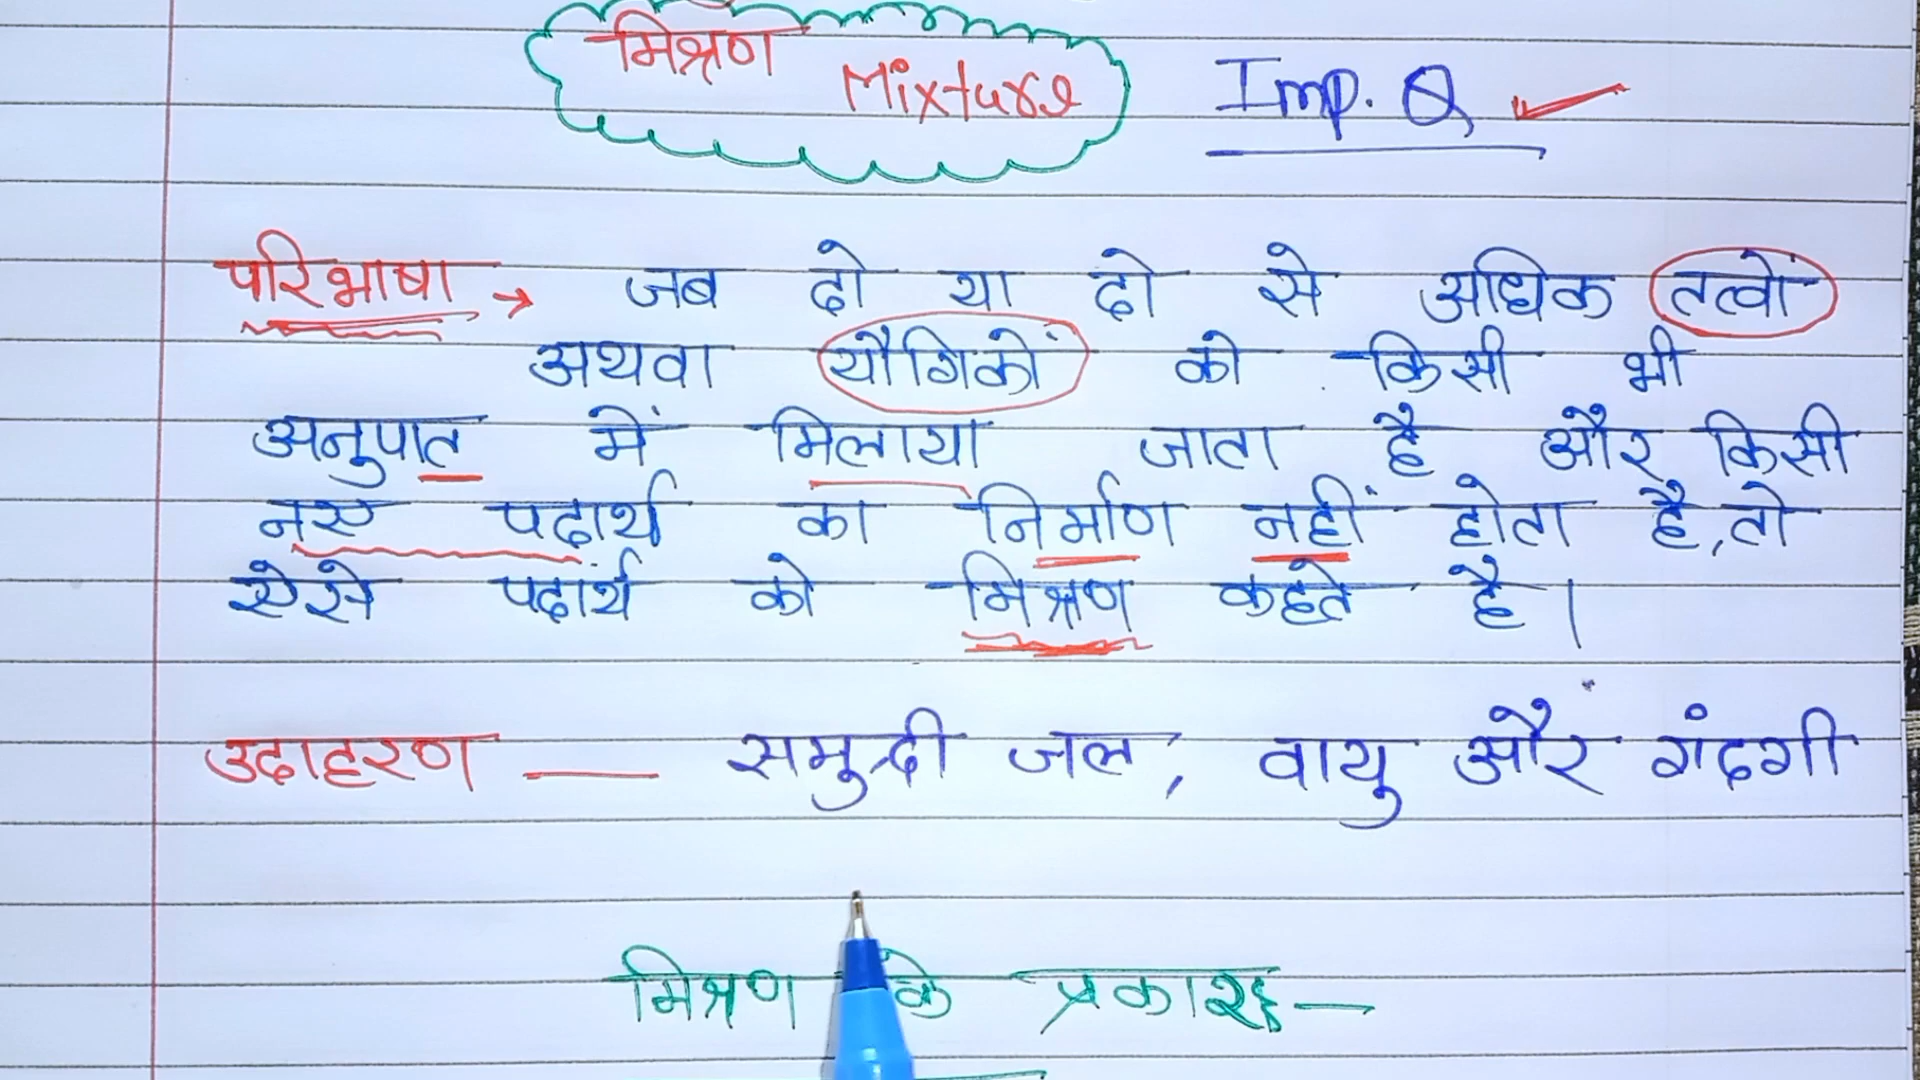 मिश्रण Mixture Imp. Q
परिभाषा → जब दो या दो से अधिक तत्वों
अथवा यौगिकों को किसी भी
अनुपात में मिलाया जाता है और किसी
नए पदार्थ का निर्माण नहीं होता है, तो
ऐसे पदार्थ को मिश्रण कहते है।
उदाहरण — समुद्री जल, वायु और गंदगी
मिश्रण के प्रकार —